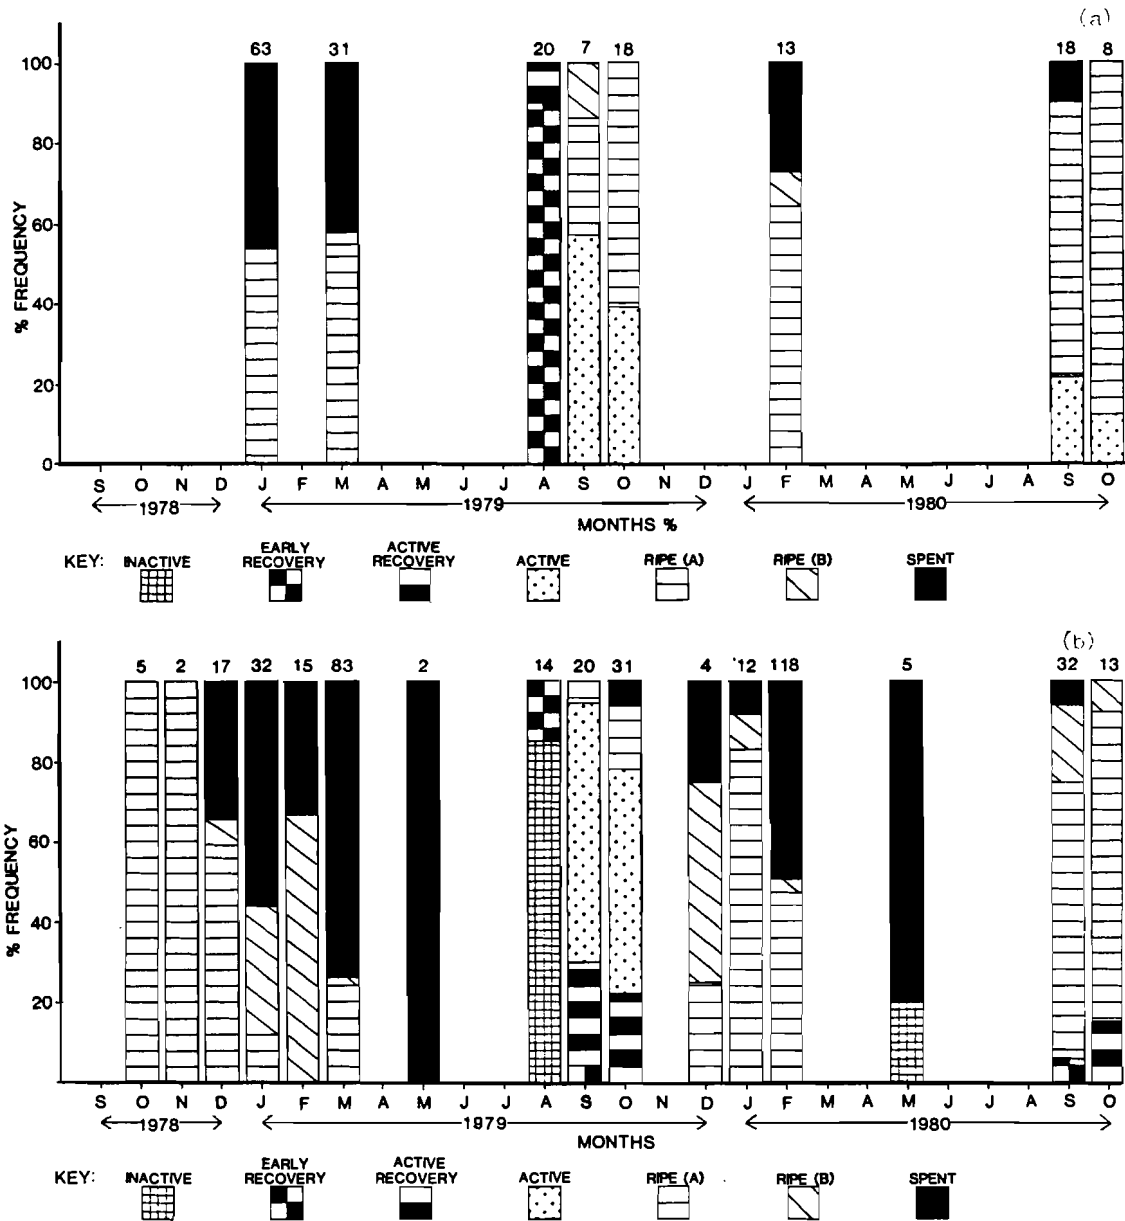 (a)
63 31 20 7 18 13 18 8
100
80
60
40
20
0
% FREQUENCY
S O N D J F M A M J J A S O N D J F M A M J J A S O
1978 1979 1980
MONTHS %
KEY: INACTIVE EARLY RECOVERY ACTIVE RECOVERY ACTIVE RIPE (A) RIPE (B) SPENT
(b)
5 2 17 32 15 83 2 14 20 31 4 12 118 5 32 13
100
80
60
40
20
% FREQUENCY
S O N D J F M A M J J A S O N D J F M A M J J A S O
1978 1979 1980
MONTHS
KEY: INACTIVE EARLY RECOVERY ACTIVE RECOVERY ACTIVE RIPE (A) RIPE (B) SPENT